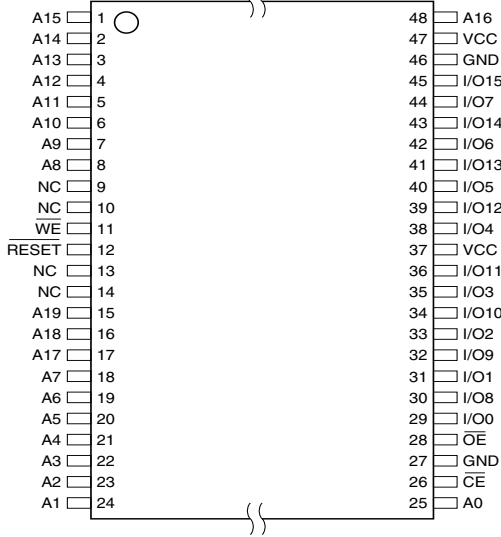 A15 1 48 A16
A14 2 47 VCC
A13 3 46 GND
A12 4 45 I/O15
A11 5 44 I/O7
A10 6 43 I/O14
A9 7 42 I/O6
A8 8 41 I/O13
NC 9 40 I/O5
NC 10 39 I/O12
WE 11 38 I/O4
RESET 12 37 VCC
NC 13 36 I/O11
NC 14 35 I/O3
A19 15 34 I/O10
A18 16 33 I/O2
A17 17 32 I/O9
A7 18 31 I/O1
A6 19 30 I/O8
A5 20 29 I/O0
A4 21 28 OE
A3 22 27 GND
A2 23 26 CE
A1 24 25 A0